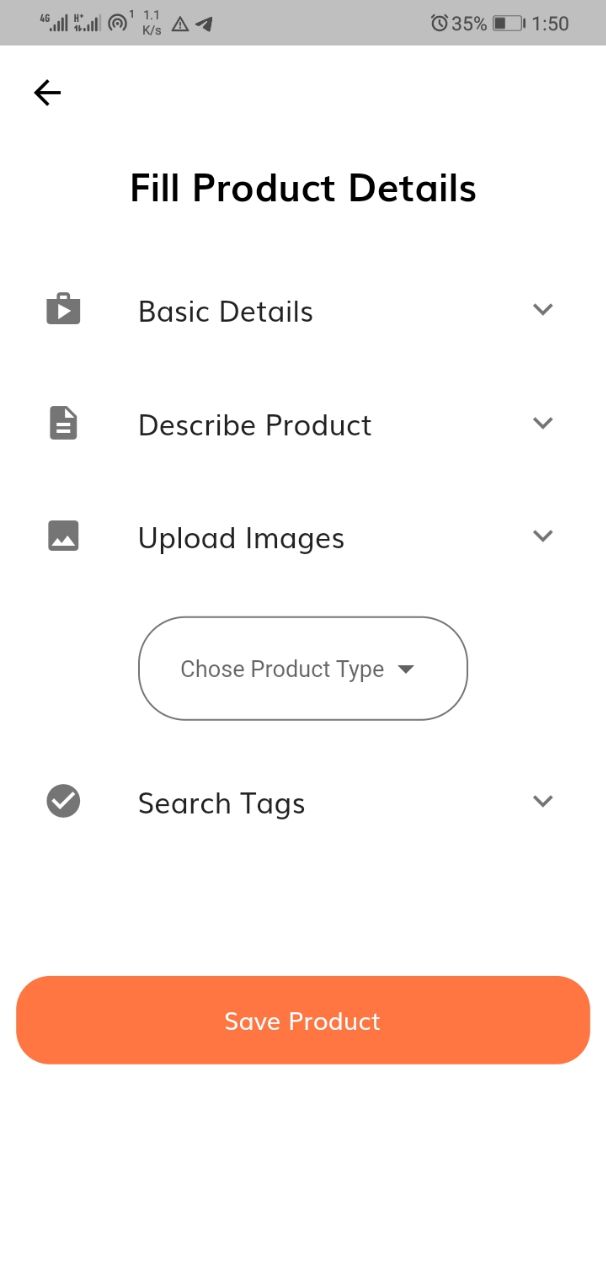 4G H+ 1 1.1 K/s 35% 1:50
Fill Product Details
Basic Details
Describe Product
Upload Images
Chose Product Type
Search Tags
Save Product